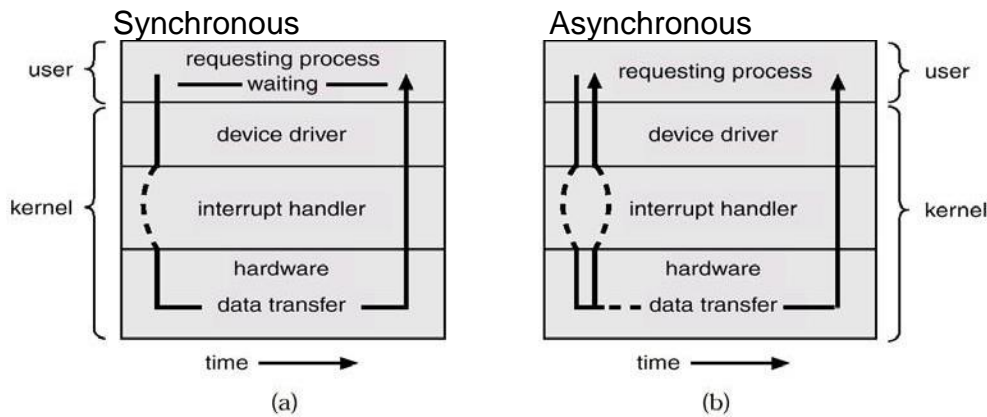 Synchronous
user
requesting process
waiting
device driver
kernel
interrupt handler
hardware
data transfer
time
(a)
Asynchronous
requesting process
user
device driver
interrupt handler
kernel
hardware
data transfer
time
(b)